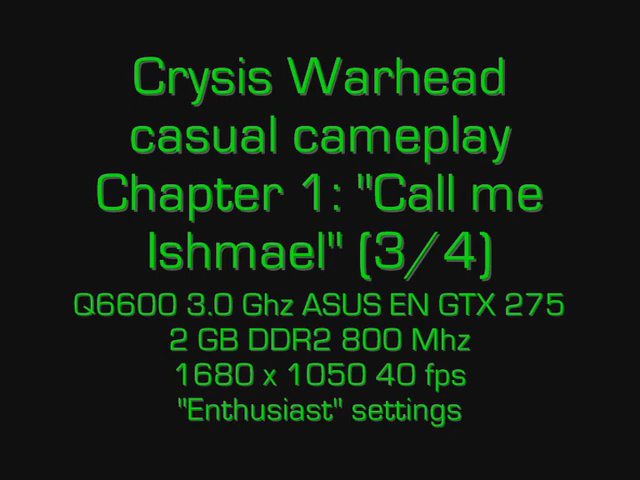 Crysis Warhead
casual cameplay
Chapter 1: "Call me
Ishmael" (3/4)
Q6600 3.0 Ghz ASUS EN GTX 275
2 GB DDR2 800 Mhz
1680 x 1050 40 fps
"Enthusiast" settings